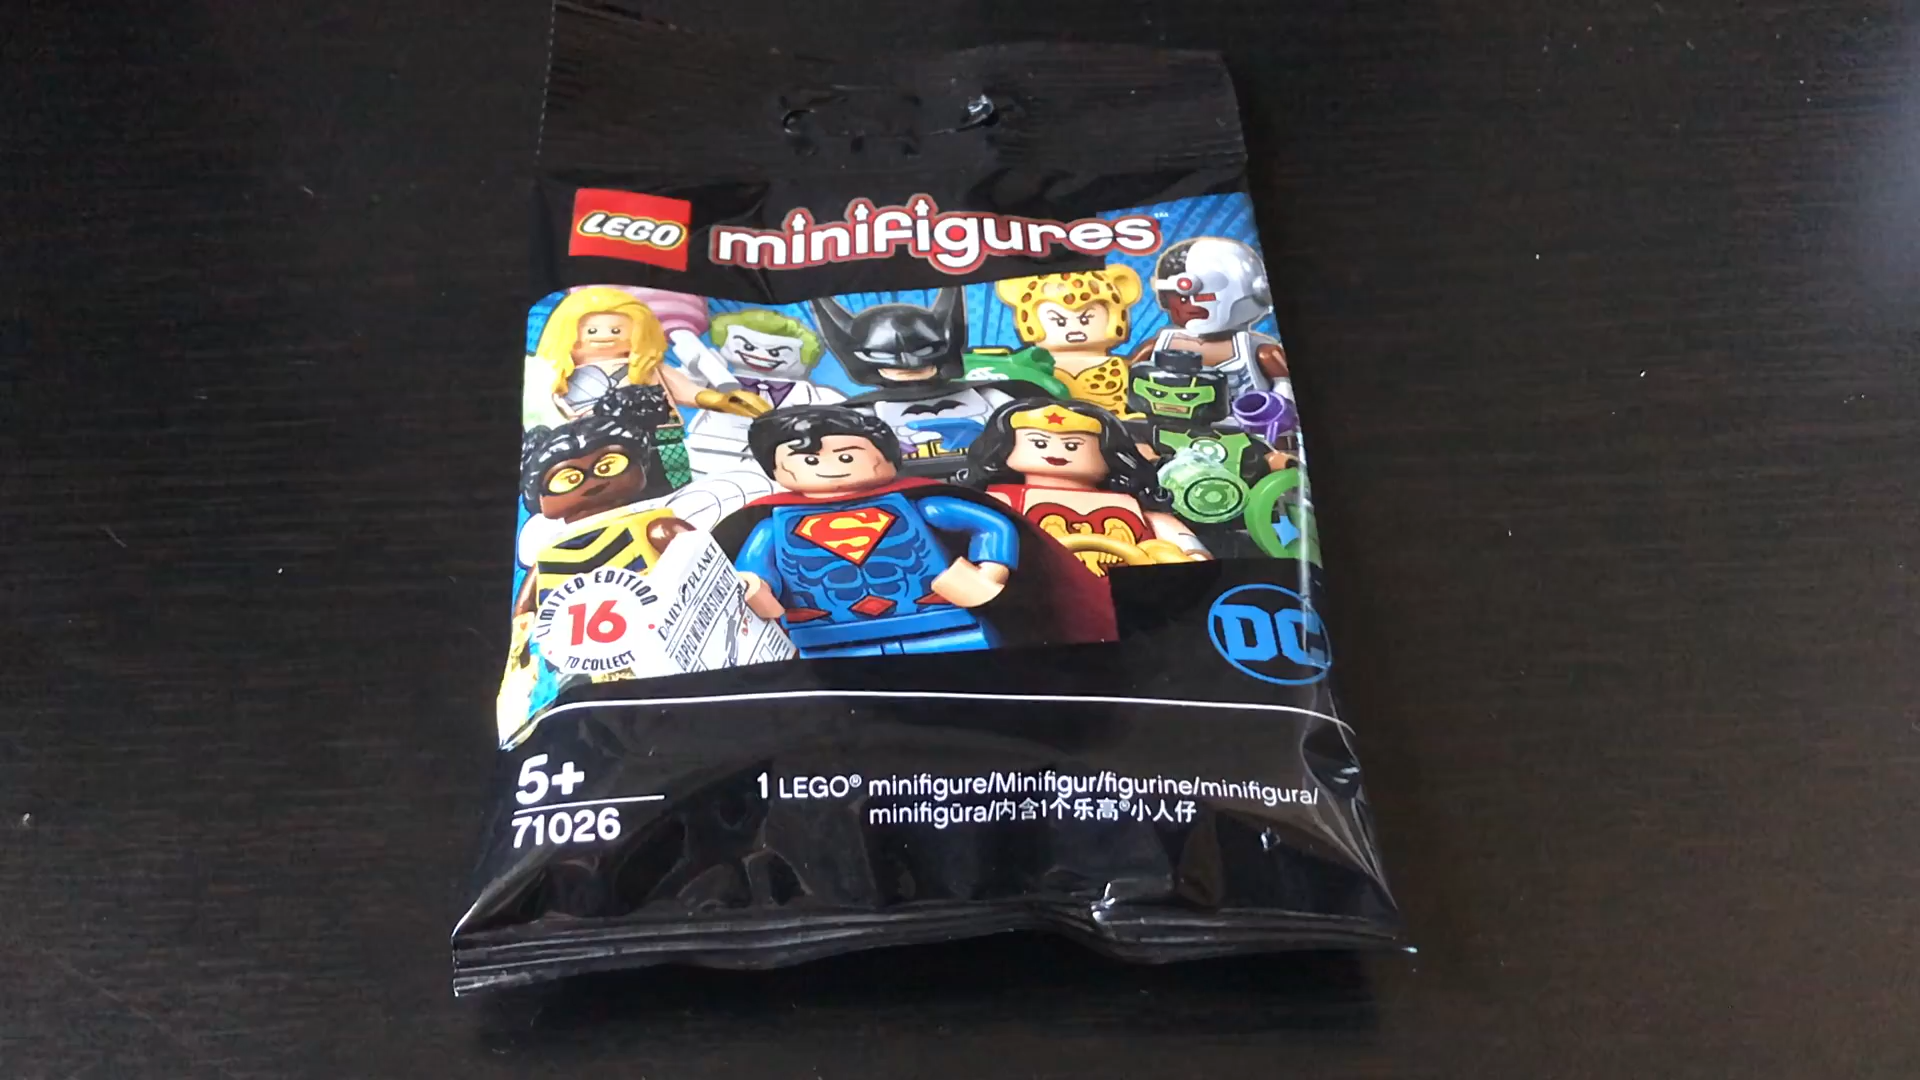 LEGO
minifigures™
LIMITED EDITION
16
TO COLLECT
DAILY PLANET
DC
5+
71026
1 LEGO® minifigure/Minifigur/figurine/minifigura/
minifigūra/内含1个乐高®小人仔